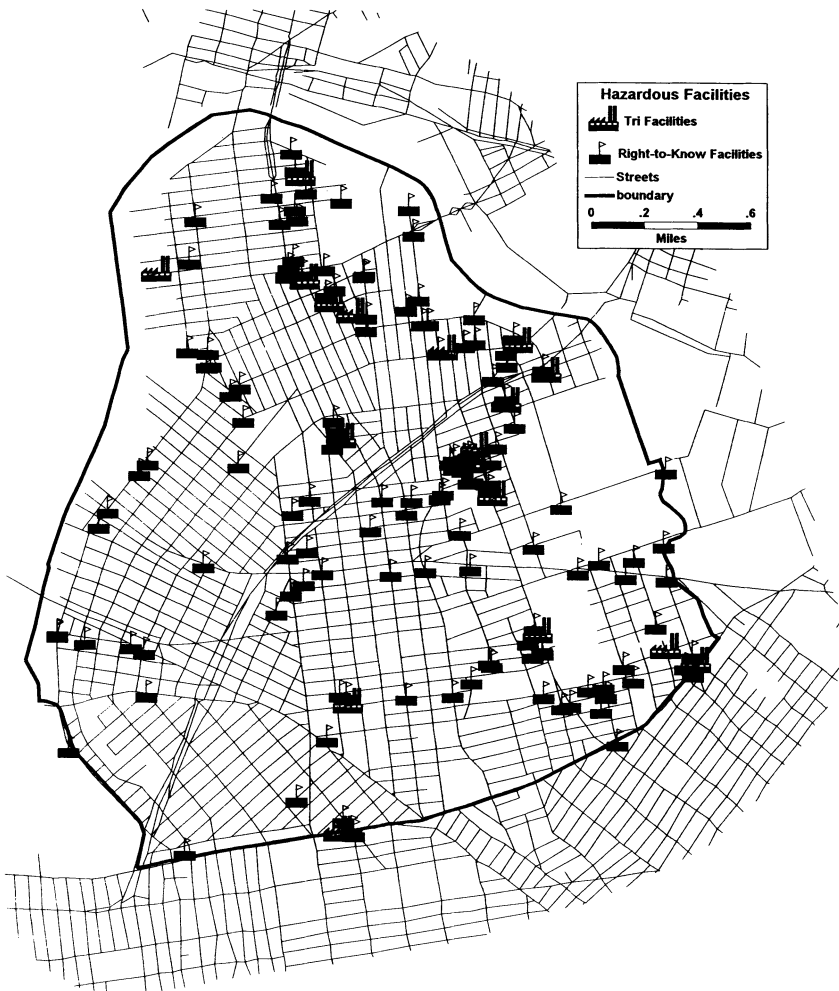 Hazardous Facilities
Tri Facilities
Right-to-Know Facilities
Streets
boundary
0 .2 .4 .6
Miles